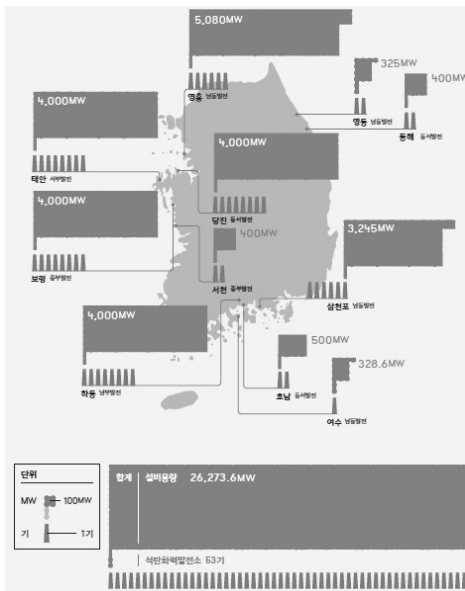 5,080MW
영흥 남동발전
325MW
영동 남동발전
400MW
동해 동서발전
4,000MW
태안 서부발전
4,000MW
당진 동서발전
4,000MW
보령 중부발전
400MW
서천 중부발전
3,245MW
삼천포 남동발전
4,000MW
하동 남부발전
500MW
호남 동서발전
328.6MW
여수 남동발전
단위
MW 100MW
기 1기
합계 설비용량 26,273.6MW
석탄화력발전소 53기